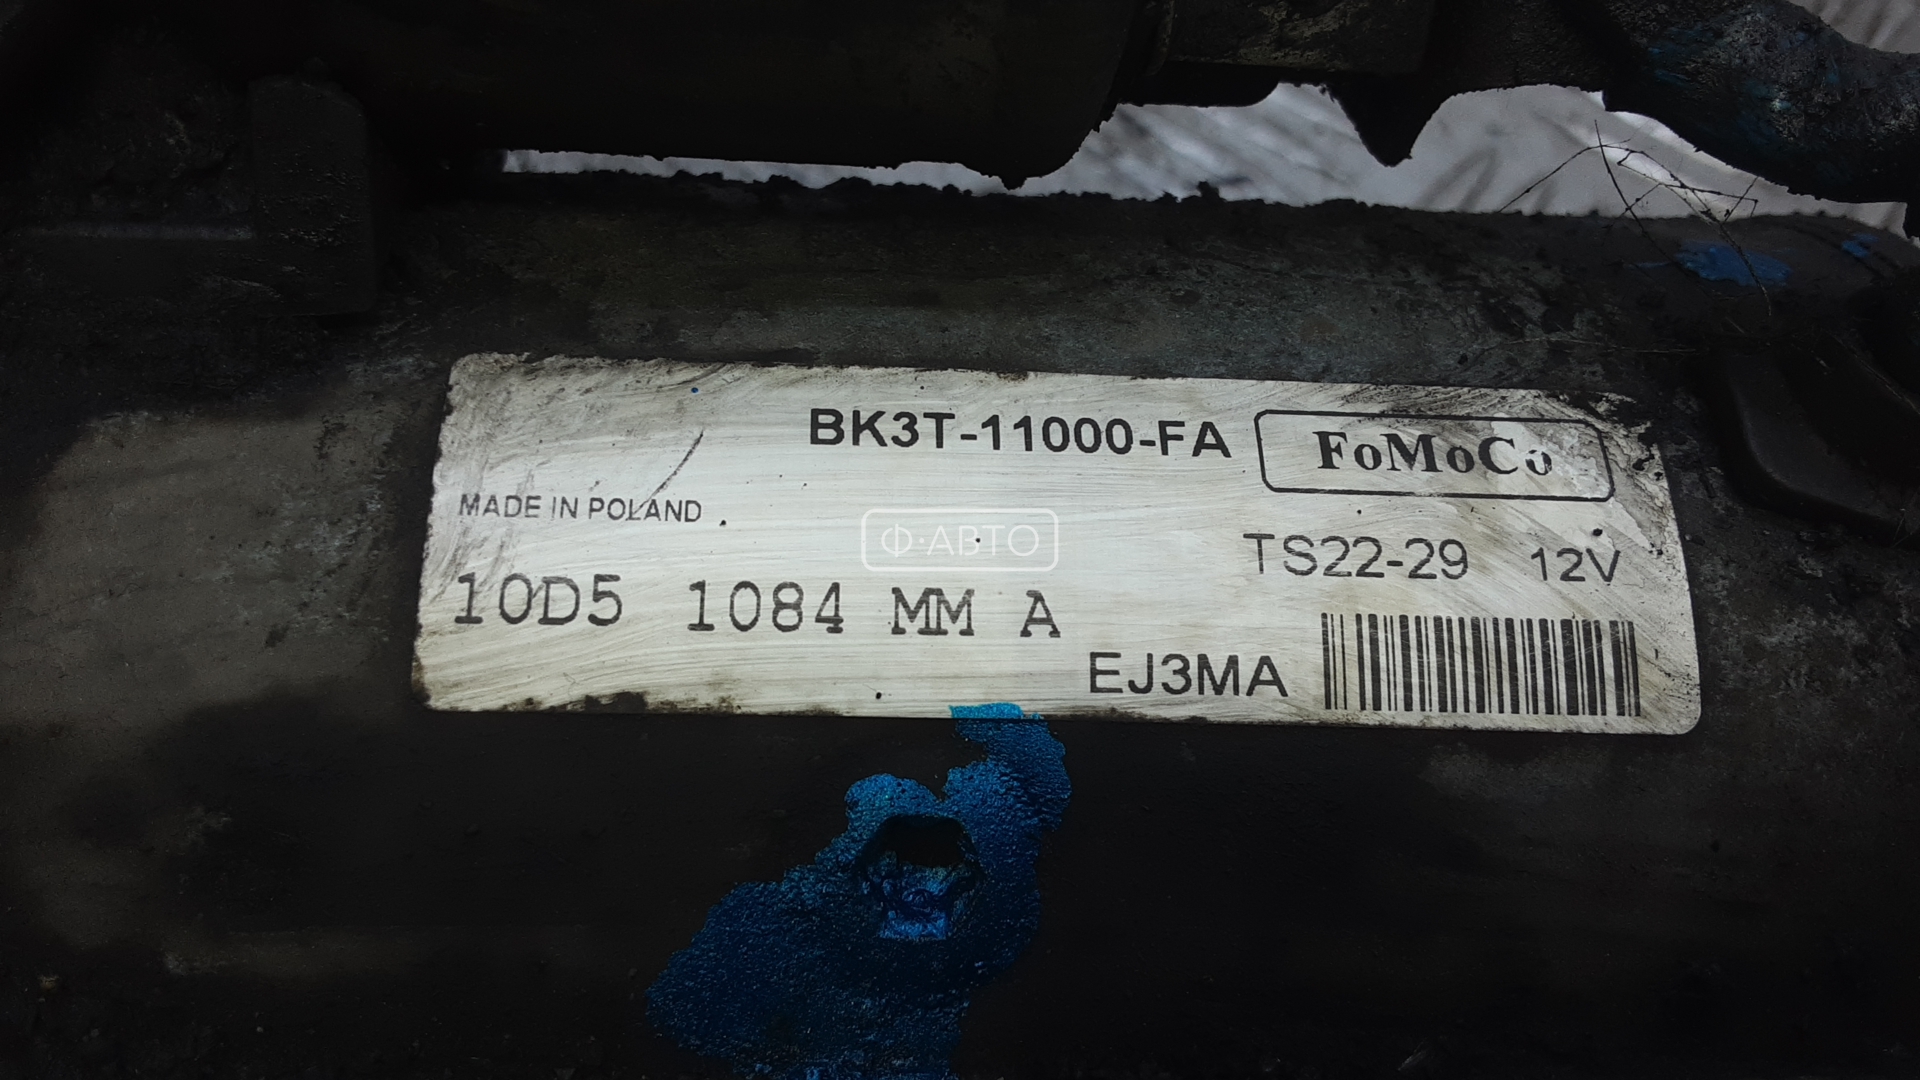 BK3T-11000-FA FoMoCo
MADE IN POLAND
Ф·АВТО
TS22-29 12V
10D5 1084 MM A
EJ3MA